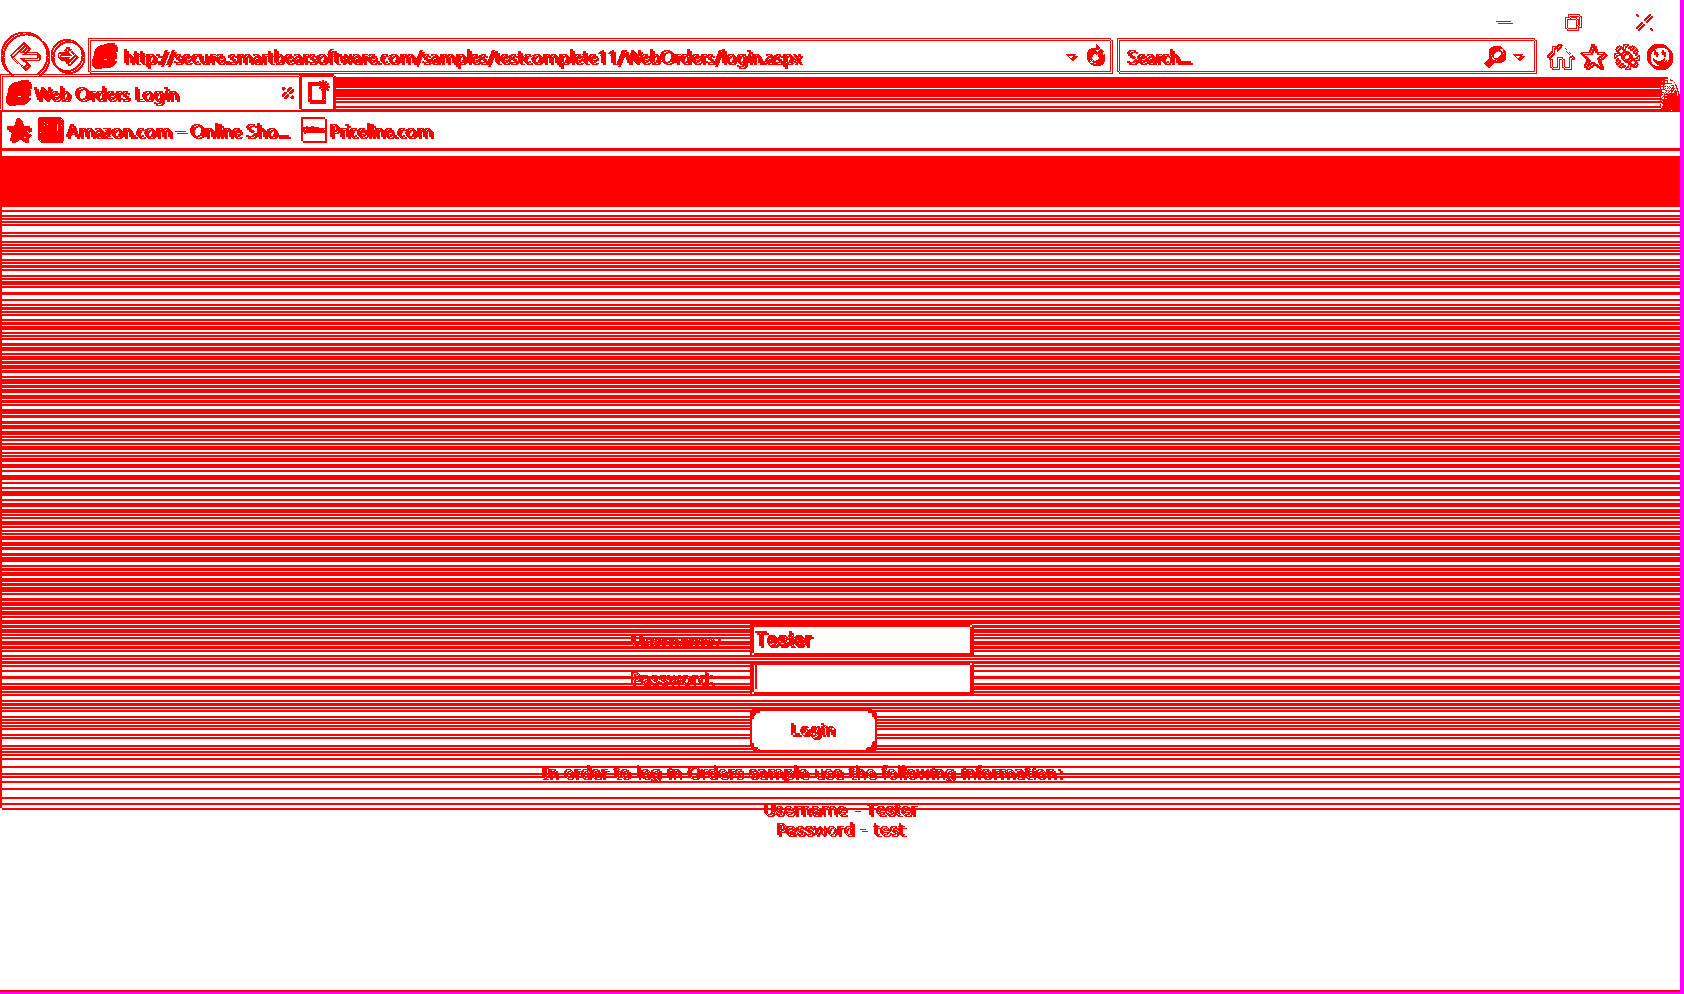 http://secure.smartbearsoftware.com/samples/testcomplete11/WebOrders/login.aspx
Search...
Web Orders Login
Amazon.com – Online Sho... Priceline.com
Username: Tester
Password:
Login
In order to log in Orders sample use the following information:
Username - Tester
Password - test